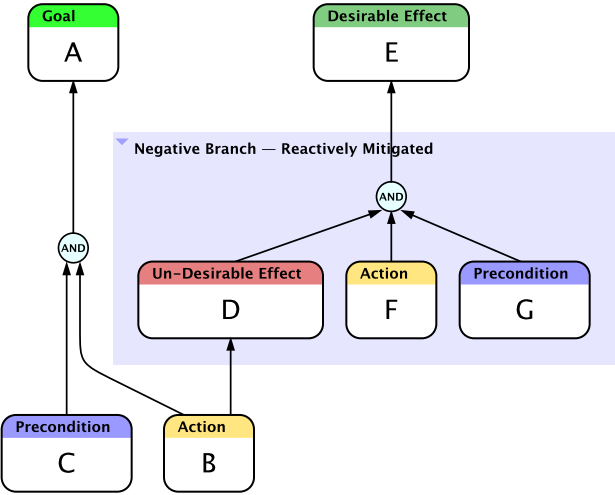 Goal
A
Desirable Effect
E
Negative Branch — Reactively Mitigated
AND
AND
Un-Desirable Effect
D
Action
F
Precondition
G
Precondition
C
Action
B